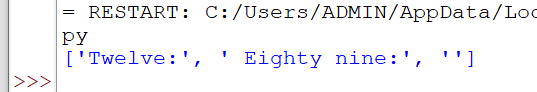 = RESTART: C:/Users/ADMIN/AppData/Loc
py
['Twelve:', ' Eighty nine:', '']
>>>